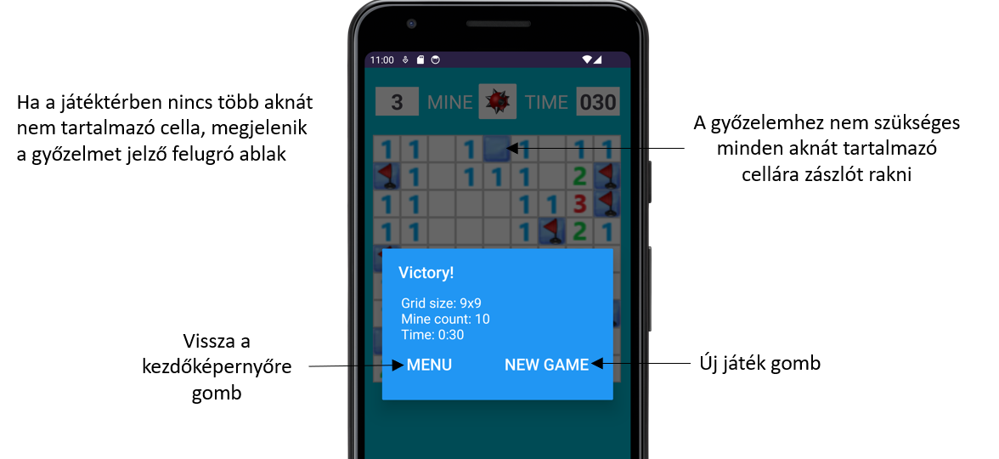 11:00
3 MINE TIME 030
Ha a játéktérben nincs több aknát
nem tartalmazó cella, megjelenik
a győzelmet jelző felugró ablak
A győzelemhez nem szükséges
minden aknát tartalmazó
cellára zászlót rakni
1 1 1 1 1 1
1 1 1 1 2
1 1 1 1 3
1 1 1 2 1
Victory!
Grid size: 9x9
Mine count: 10
Time: 0:30
MENU NEW GAME
Vissza a
kezdőképernyőre
gomb
Új játék gomb